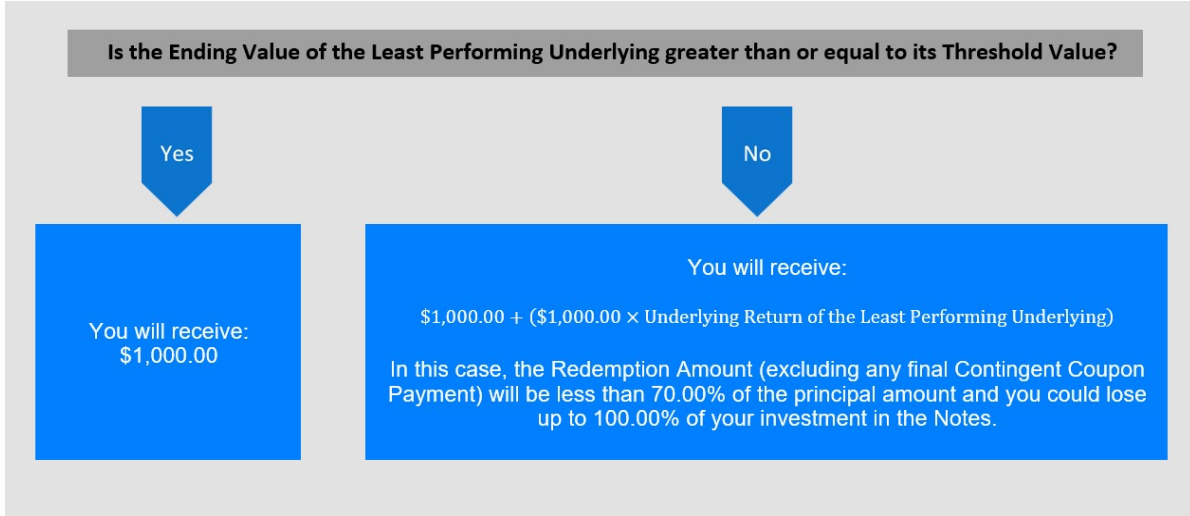 Is the Ending Value of the Least Performing Underlying greater than or equal to its Threshold Value?
Yes
No
You will receive:
$1,000.00
You will receive:
$1,000.00 + ($1,000.00 × Underlying Return of the Least Performing Underlying)
In this case, the Redemption Amount (excluding any final Contingent Coupon
Payment) will be less than 70.00% of the principal amount and you could lose
up to 100.00% of your investment in the Notes.